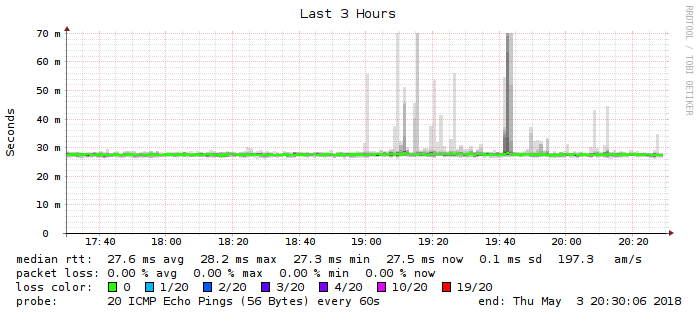 Last 3 Hours
RRDTOOL / TOBI OETIKER
Seconds
70 m
60 m
50 m
40 m
30 m
20 m
10 m
0
17:40 18:00 18:20 18:40 19:00 19:20 19:40 20:00 20:20
median rtt: 27.6 ms avg 28.2 ms max 27.3 ms min 27.5 ms now 0.1 ms sd 197.3 am/s
packet loss: 0.00 % avg 0.00 % max 0.00 % min 0.00 % now
loss color: 0 1/20 2/20 3/20 4/20 10/20 19/20
probe: 20 ICMP Echo Pings (56 Bytes) every 60s end: Thu May 3 20:30:06 2018